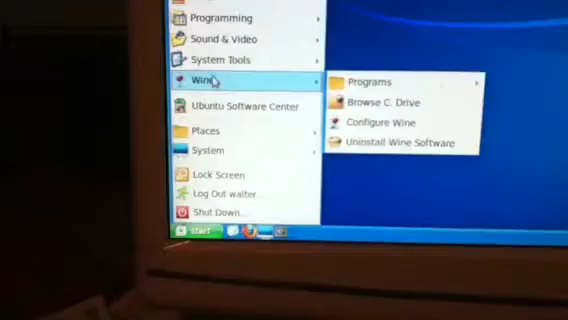 Programming
Sound & Video
System Tools
Wine
Programs
Browse C. Drive
Configure Wine
Uninstall Wine Software
Ubuntu Software Center
Places
System
Lock Screen
Log Out walter...
Shut Down...
start